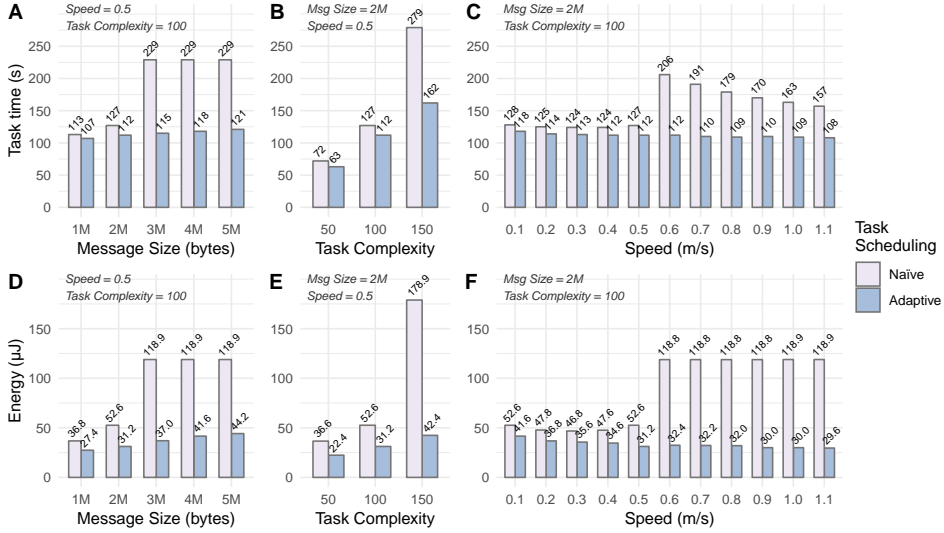 A
Speed = 0.5
Task Complexity = 100
Task time (s)
250
200
150
100
50
0
113
107
127
112
229
115
229
118
229
121
1M
2M
3M
4M
5M
Message Size (bytes)
B
Msg Size = 2M
Speed = 0.5
72
63
127
112
279
162
50
100
150
Task Complexity
C
Msg Size = 2M
Task Complexity = 100
128
118
125
114
124
113
124
112
127
112
206
112
191
110
179
109
170
110
163
109
157
108
0.1
0.2
0.3
0.4
0.5
0.6
0.7
0.8
0.9
1.0
1.1
Speed (m/s)
Task
Scheduling
Naïve
Adaptive
D
Speed = 0.5
Task Complexity = 100
Energy (µJ)
150
100
50
0
36.8
27.4
52.6
31.2
118.9
37.0
118.9
41.6
118.9
44.2
1M
2M
3M
4M
5M
Message Size (bytes)
E
Msg Size = 2M
Speed = 0.5
36.6
22.4
52.6
31.2
178.9
42.4
50
100
150
Task Complexity
F
Msg Size = 2M
Task Complexity = 100
52.6
41.6
47.8
36.8
46.8
35.6
47.6
34.6
52.6
31.2
118.8
32.4
118.8
32.2
118.8
32.0
118.8
30.0
118.9
30.0
118.9
29.6
0.1
0.2
0.3
0.4
0.5
0.6
0.7
0.8
0.9
1.0
1.1
Speed (m/s)